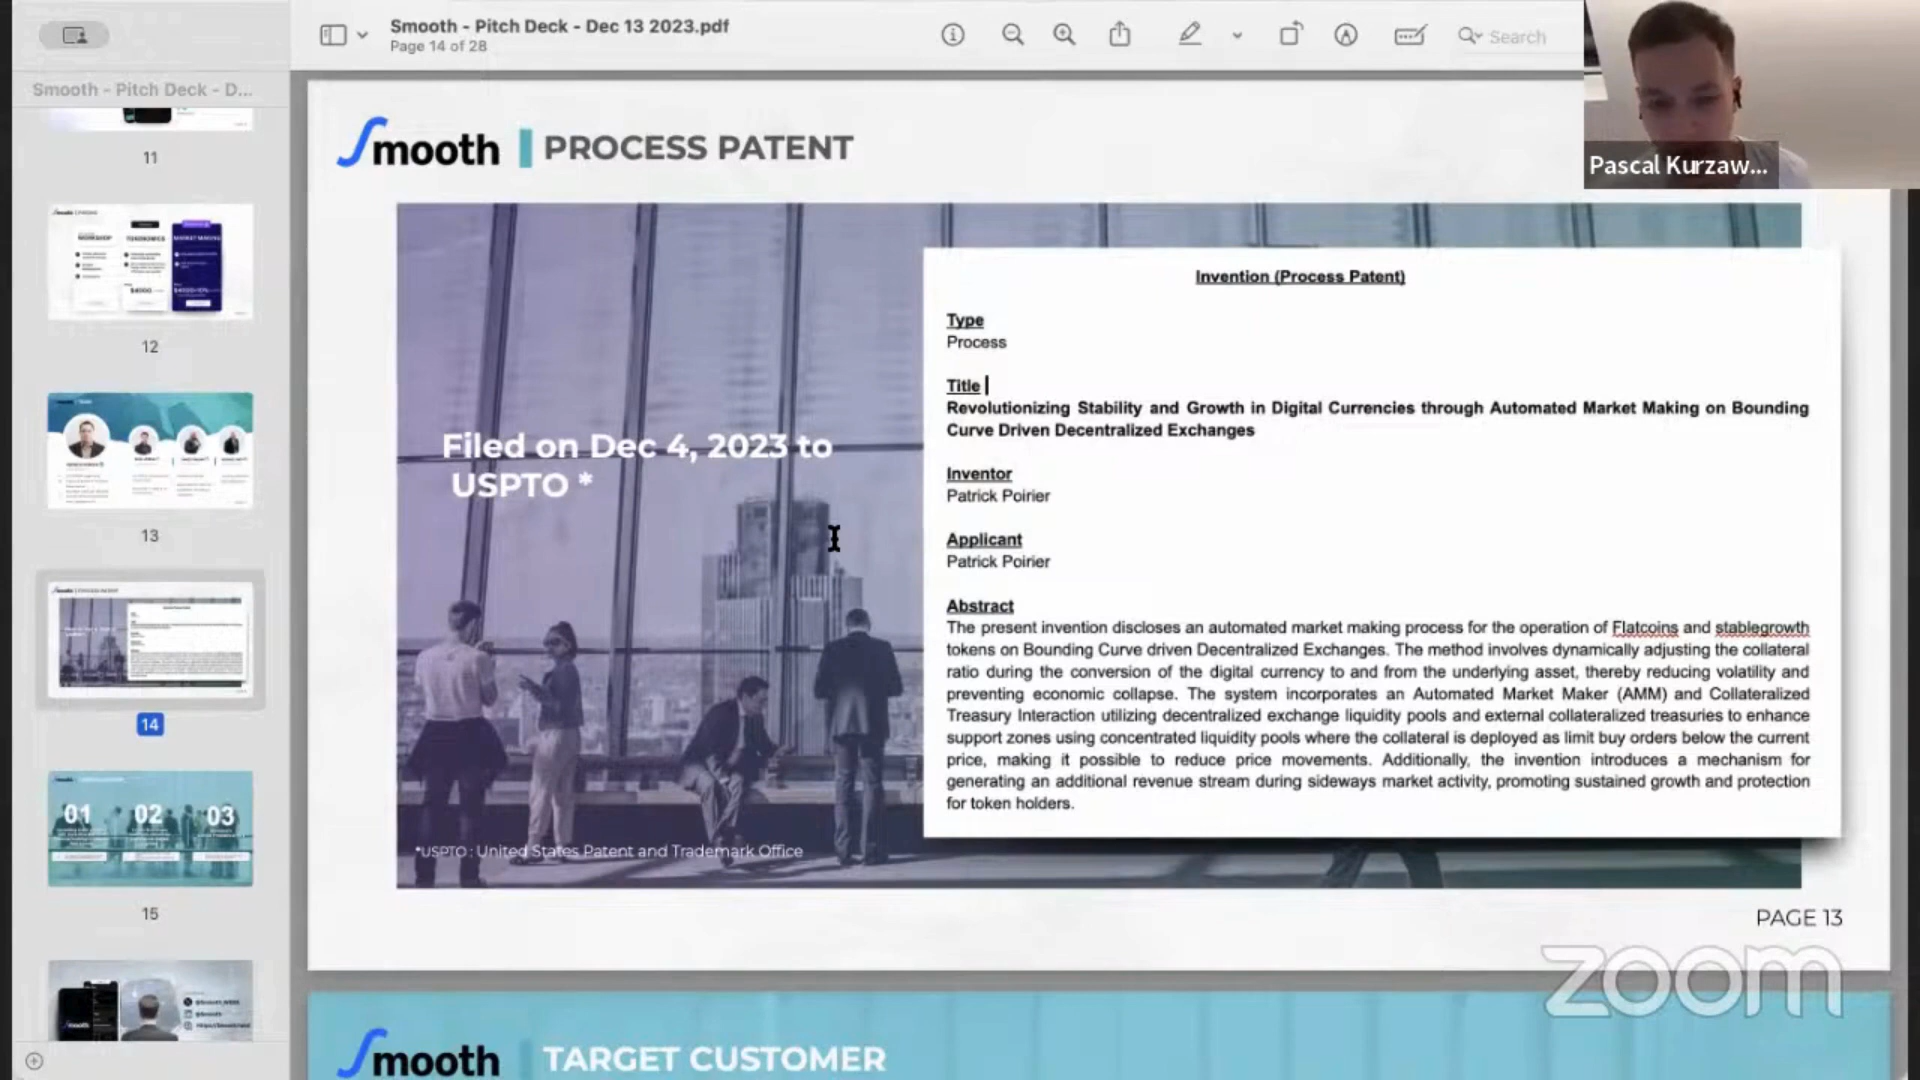 Smooth - Pitch Deck - Dec 13 2023.pdf
Page 14 of 28
Search
Smooth - Pitch Deck - D...
11
12
13
14
15
01 02 03
Pascal Kurzaw...
Smooth PROCESS PATENT
Filed on Dec 4, 2023 to
USPTO *
*USPTO : United States Patent and Trademark Office
Invention (Process Patent)
Type
Process
Title
Revolutionizing Stability and Growth in Digital Currencies through Automated Market Making on Bounding
Curve Driven Decentralized Exchanges
Inventor
Patrick Poirier
Applicant
Patrick Poirier
Abstract
The present invention discloses an automated market making process for the operation of Flatcoins and stablegrowth
tokens on Bounding Curve driven Decentralized Exchanges. The method involves dynamically adjusting the collateral
ratio during the conversion of the digital currency to and from the underlying asset, thereby reducing volatility and
preventing economic collapse. The system incorporates an Automated Market Maker (AMM) and Collateralized
Treasury Interaction utilizing decentralized exchange liquidity pools and external collateralized treasuries to enhance
support zones using concentrated liquidity pools where the collateral is deployed as limit buy orders below the current
price, making it possible to reduce price movements. Additionally, the invention introduces a mechanism for
generating an additional revenue stream during sideways market activity, promoting sustained growth and protection
for token holders.
PAGE 13
zoom
Smooth TARGET CUSTOMER